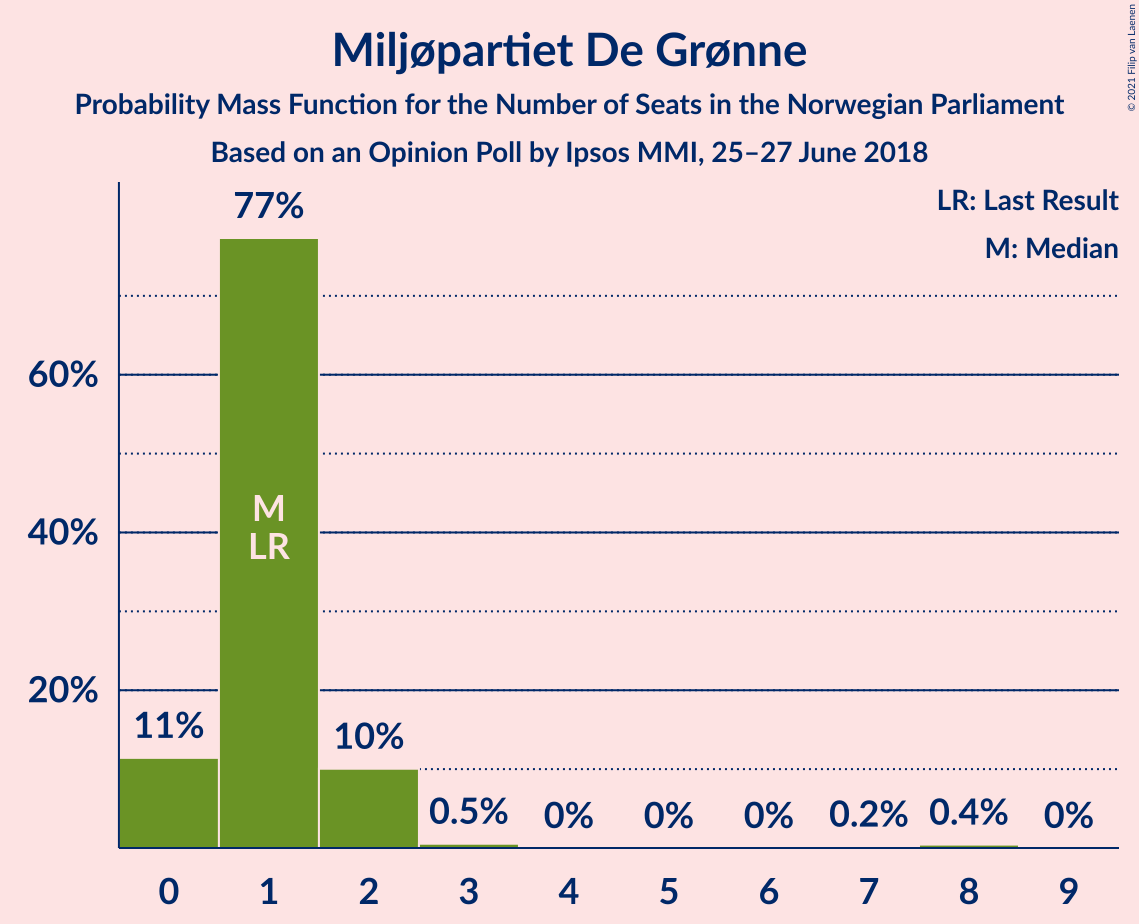 Miljøpartiet De Grønne
Probability Mass Function for the Number of Seats in the Norwegian Parliament
Based on an Opinion Poll by Ipsos MMI, 25–27 June 2018
© 2021 Filip van Laenen
LR: Last Result
M: Median
77%
60%
40%
20%
M
LR
11%
10%
0.5%
0%
0%
0%
0.2%
0.4%
0%
0 1 2 3 4 5 6 7 8 9